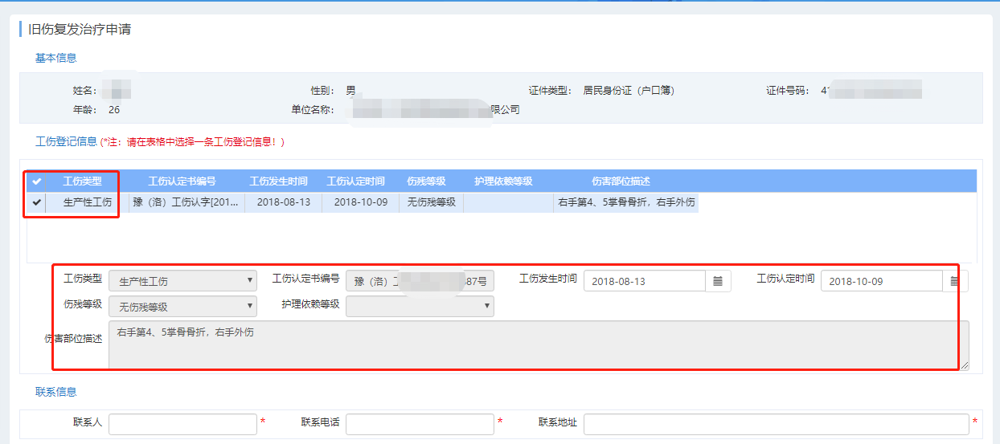 旧伤复发治疗申请
基本信息
姓名： 性别： 男 证件类型： 居民身份证（户口簿） 证件号码： 41
年龄： 26 单位名称： 限公司
工伤登记信息 (*注：请在表格中选择一条工伤登记信息！)
工伤类型 工伤认定书编号 工伤发生时间 工伤认定时间 伤残等级 护理依赖等级 伤害部位描述
生产性工伤 豫（洛）工伤认字[201... 2018-08-13 2018-10-09 无伤残等级 右手第4、5掌骨骨折，右手外伤
工伤类型 生产性工伤 工伤认定书编号 豫（洛）工 87号 工伤发生时间 2018-08-13 工伤认定时间 2018-10-09
伤残等级 无伤残等级 护理依赖等级
伤害部位描述 右手第4、5掌骨骨折，右手外伤
联系信息
联系人 * 联系电话 * 联系地址 *